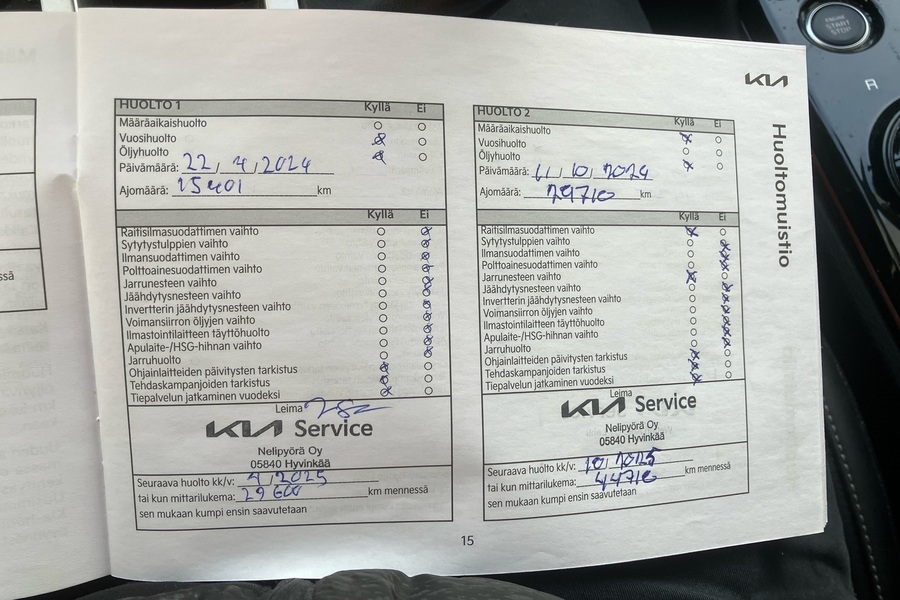 ENGINE
START
STOP
R
KIA
Huoltomuistio
ssä
HUOLTO 1 Kyllä Ei
Määräaikaishuolto
Vuosihuolto
Öljyhuolto
Päivämäärä: 22, 4, 2024
Ajomäärä: 15401 km
Kyllä Ei
Raitisilmasuodattimen vaihto
Sytytystulppien vaihto
Ilmansuodattimen vaihto
Polttoainesuodattimen vaihto
Jarrunesteen vaihto
Jäähdytysnesteen vaihto
Invertterin jäähdytysnesteen vaihto
Voimansiirron öljyjen vaihto
Ilmastointilaitteen täyttöhuolto
Apulaite-/HSG-hihnan vaihto
Jarruhuolto
Ohjainlaitteiden päivitysten tarkistus
Tehdaskampanjoiden tarkistus
Tiepalvelun jatkaminen vuodeksi
Leima
KIA Service
Nelipyörä Oy
05840 Hyvinkää
Seuraava huolto kk/v: 4, 2025
tai kun mittarilukema: 29 600 km mennessä
sen mukaan kumpi ensin saavutetaan
HUOLTO 2 Kyllä Ei
Määräaikaishuolto
Vuosihuolto
Öljyhuolto
Päivämäärä: 11, 10, 2024
Ajomäärä: 29710 km
Kyllä Ei
Raitisilmasuodattimen vaihto
Sytytystulppien vaihto
Ilmansuodattimen vaihto
Polttoainesuodattimen vaihto
Jarrunesteen vaihto
Jäähdytysnesteen vaihto
Invertterin jäähdytysnesteen vaihto
Voimansiirron öljyjen vaihto
Ilmastointilaitteen täyttöhuolto
Apulaite-/HSG-hihnan vaihto
Jarruhuolto
Ohjainlaitteiden päivitysten tarkistus
Tehdaskampanjoiden tarkistus
Tiepalvelun jatkaminen vuodeksi
Leima
KIA Service
Nelipyörä Oy
05840 Hyvinkää
Seuraava huolto kk/v: 10, 2025
tai kun mittarilukema: 44710 km mennessä
sen mukaan kumpi ensin saavutetaan
15